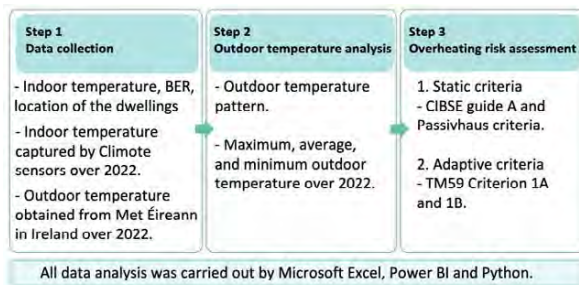 Step 1
Data collection
- Indoor temperature, BER,
location of the dwellings
- Indoor temperature
captured by Climote
sensors over 2022.
- Outdoor temperature
obtained from Met Éireann
in Ireland over 2022.
Step 2
Outdoor temperature analysis
- Outdoor temperature
pattern.
- Maximum, average,
and minimum outdoor
temperature over 2022.
Step 3
Overheating risk assessment
1. Static criteria
- CIBSE guide A and
Passivhaus criteria.
2. Adaptive criteria
- TM59 Criterion 1A
and 1B.
All data analysis was carried out by Microsoft Excel, Power BI and Python.